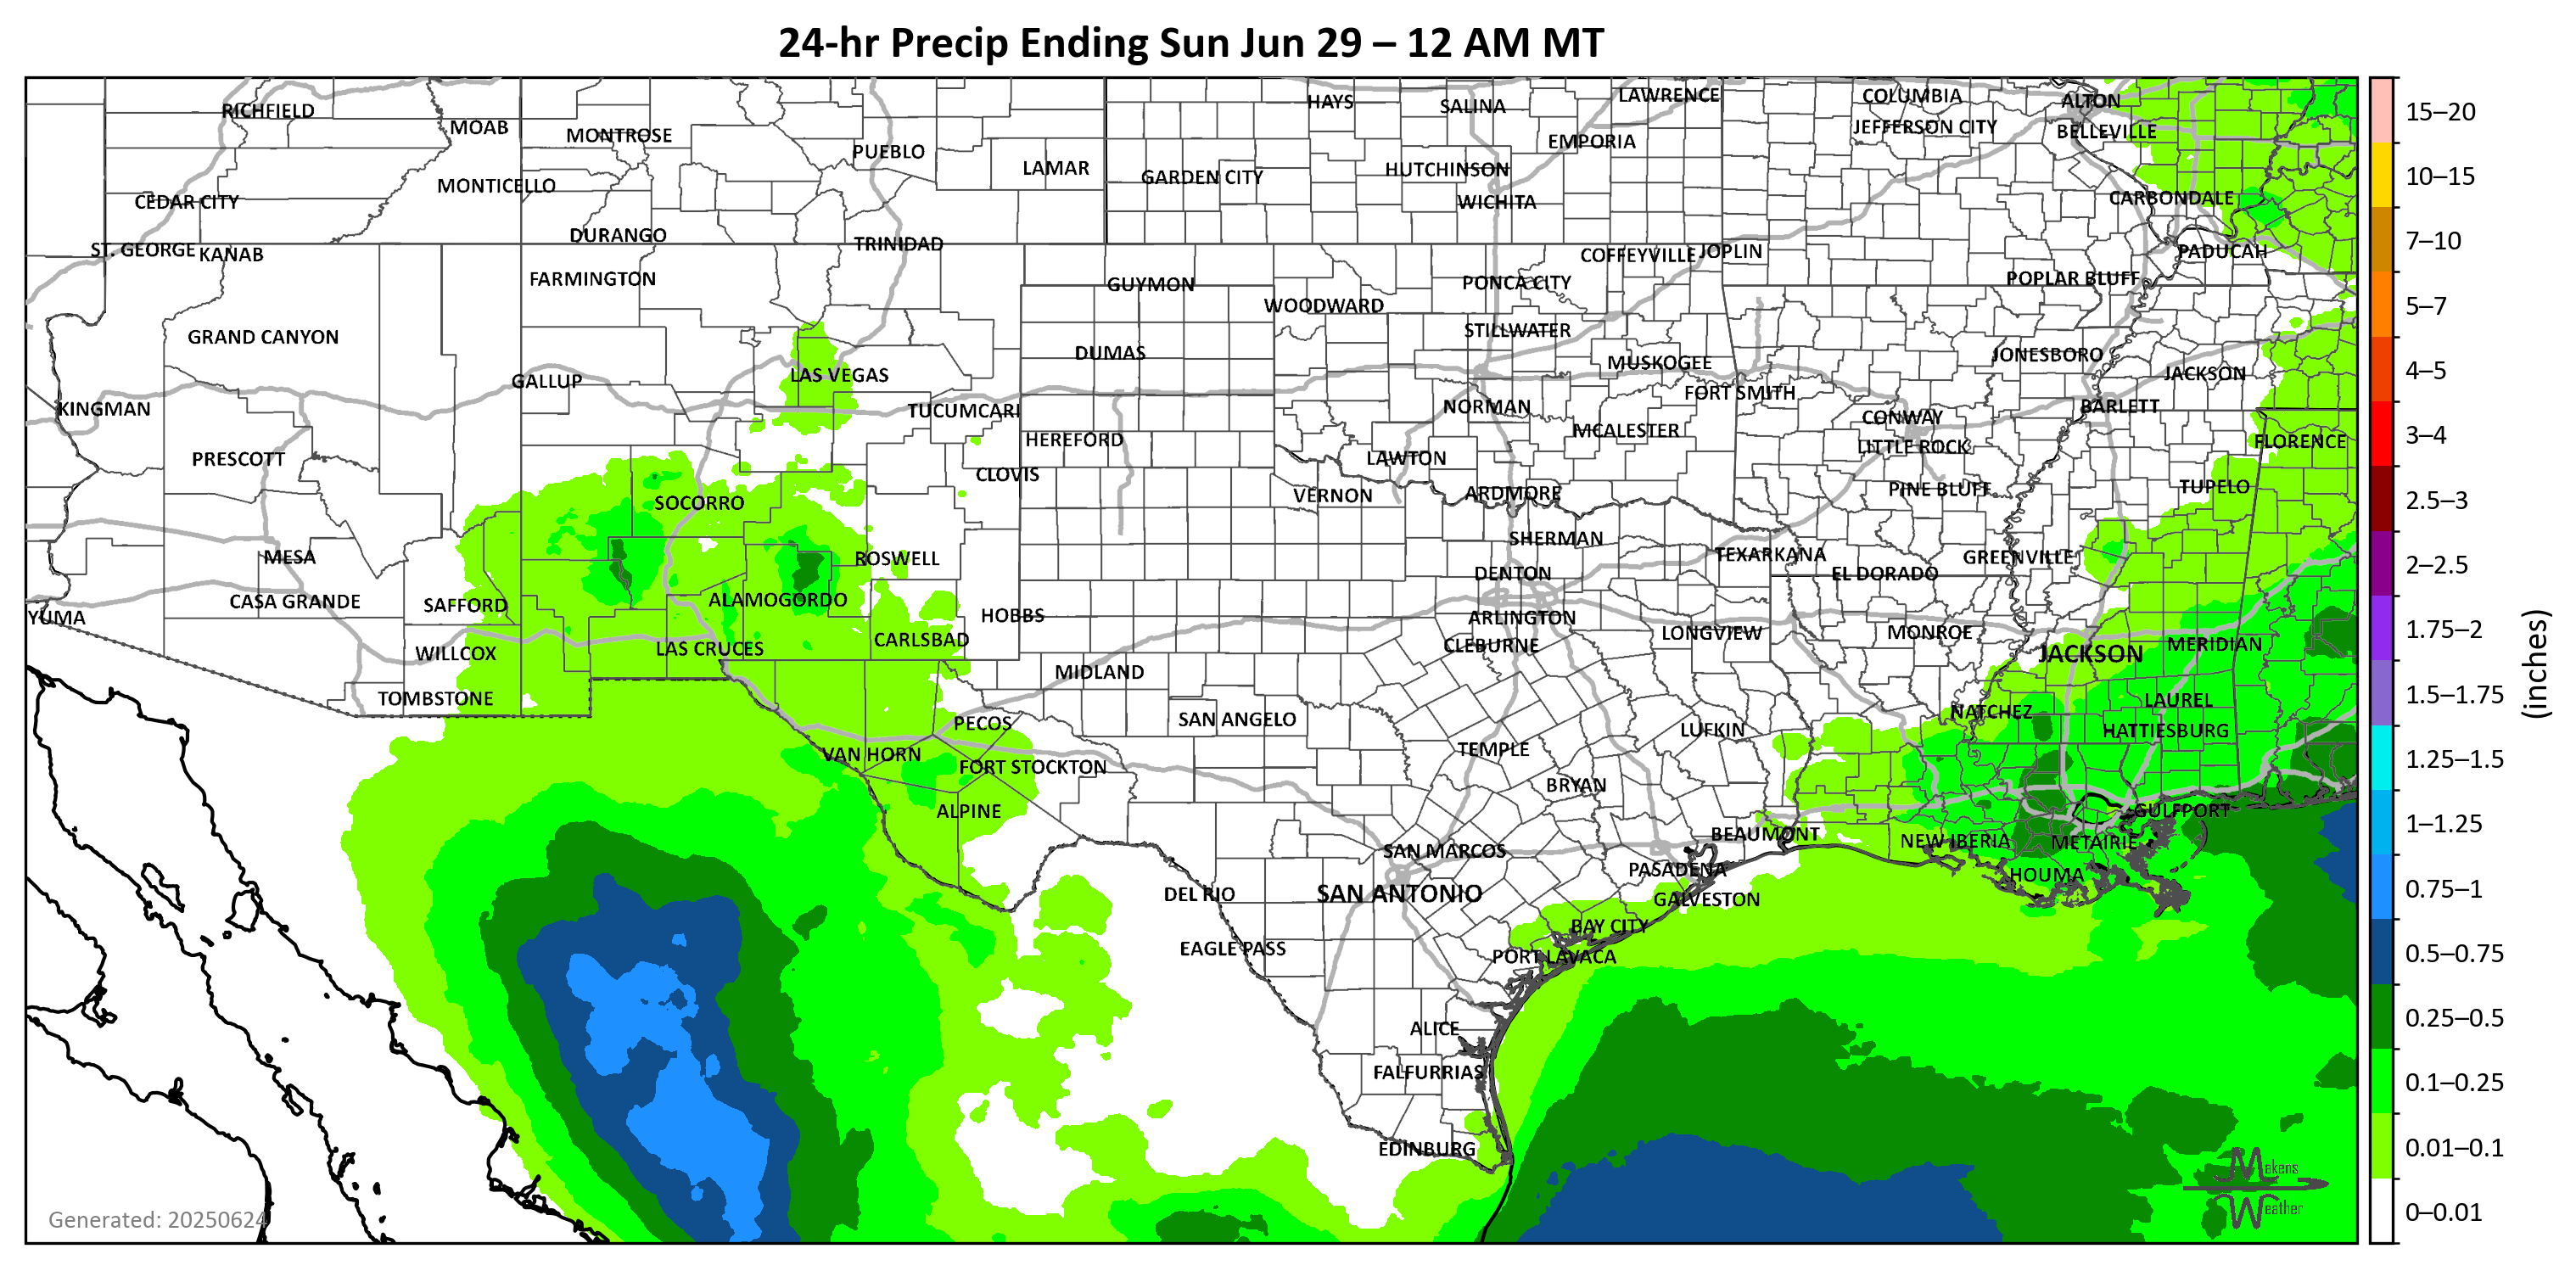 24-hr Precip Ending Sun Jun 29 – 12 AM MT
RICHFIELD
MOAB
MONTROSE
PUEBLO
LAMAR
HAYS
SALINA
LAWRENCE
COLUMBIA
ALTON
JEFFERSON CITY
BELLEVILLE
EMPORIA
HUTCHINSON
GARDEN CITY
WICHITA
MONTICELLO
CEDAR CITY
CARBONDALE
DURANGO
TRINIDAD
ST. GEORGE
KANAB
COFFEYVILLE
JOPLIN
PADUCAH
FARMINGTON
GUYMON
PONCA CITY
POPLAR BLUFF
WOODWARD
GRAND CANYON
STILLWATER
DUMAS
MUSKOGEE
JONESBORO
LAS VEGAS
GALLUP
FORT SMITH
JACKSON
KINGMAN
TUCUMCARI
NORMAN
CONWAY
BARLETT
HEREFORD
MCALESTER
LITTLE ROCK
FLORENCE
PRESCOTT
CLOVIS
LAWTON
SOCORRO
VERNON
ARDMORE
PINE BLUFF
TUPELO
MESA
ROSWELL
SHERMAN
TEXARKANA
GREENVILLE
DENTON
EL DORADO
CASA GRANDE
SAFFORD
ALAMOGORDO
HOBBS
ARLINGTON
YUMA
CARLSBAD
CLEBURNE
LONGVIEW
MONROE
MERIDIAN
WILLCOX
LAS CRUCES
JACKSON
MIDLAND
TOMBSTONE
PECOS
SAN ANGELO
LUFKIN
NATCHEZ
LAUREL
HATTIESBURG
VAN HORN
FORT STOCKTON
TEMPLE
BRYAN
ALPINE
GULFPORT
SAN MARCOS
BEAUMONT
NEW IBERIA
METAIRIE
PASADENA
HOUMA
DEL RIO
SAN ANTONIO
GALVESTON
BAY CITY
EAGLE PASS
PORT LAVACA
ALICE
FALFURRIAS
EDINBURG
Generated: 20250624
Makens
Weather
15–20
10–15
7–10
5–7
4–5
3–4
2.5–3
2–2.5
1.75–2
1.5–1.75
1.25–1.5
1–1.25
0.75–1
0.5–0.75
0.25–0.5
0.1–0.25
0.01–0.1
0–0.01
(inches)